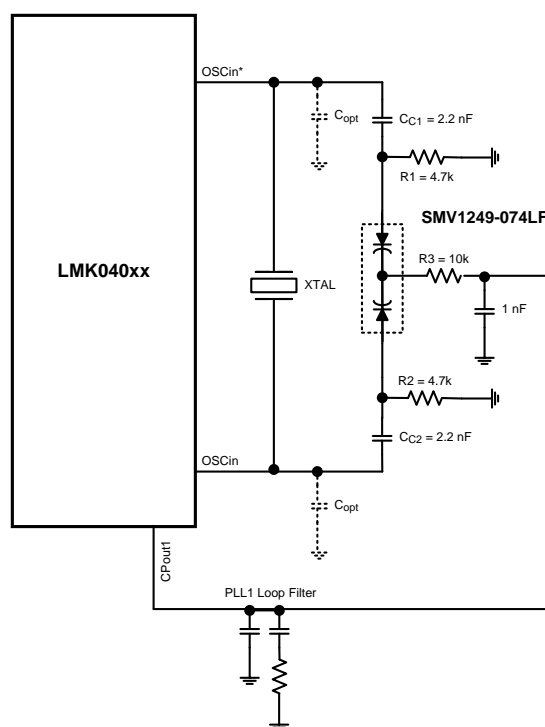 OSCin*
Copt
CC1 = 2.2 nF
R1 = 4.7k
SMV1249-074LF
LMK040xx
R3 = 10k
XTAL
1 nF
R2 = 4.7k
CC2 = 2.2 nF
OSCin
Copt
CPout1
PLL1 Loop Filter